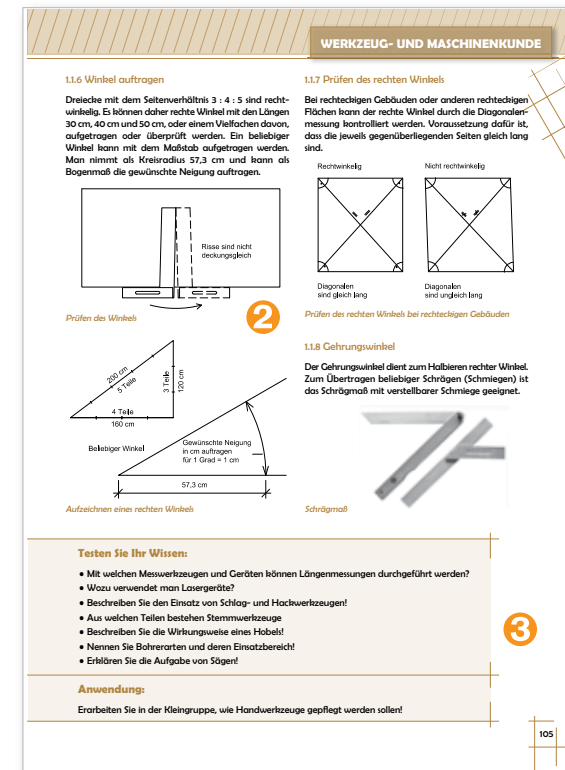 WERKZEUG- UND MASCHINENKUNDE
1.1.6 Winkel auftragen
Dreiecke mit dem Seitenverhältnis 3 : 4 : 5 sind recht-
winkelig. Es können daher rechte Winkel mit den Längen
30 cm, 40 cm und 50 cm, oder einem Vielfachen davon,
aufgetragen oder überprüft werden. Ein beliebiger
Winkel kann mit dem Maßstab aufgetragen werden.
Man nimmt als Kreisradius 57,3 cm und kann als
Bogenmaß die gewünschte Neigung auftragen.
Risse sind nicht
deckungsgleich
Prüfen des Winkels
2
200 cm
5 Teile
3 Teile
120 cm
4 Teile
160 cm
Beliebiger Winkel
Gewünschte Neigung
in cm auftragen
für 1 Grad = 1 cm
57,3 cm
Aufzeichnen eines rechten Winkels
1.1.7 Prüfen des rechten Winkels
Bei rechteckigen Gebäuden oder anderen rechteckigen
Flächen kann der rechte Winkel durch die Diagonalen-
messung kontrolliert werden. Voraussetzung dafür ist,
dass die jeweils gegenüberliegenden Seiten gleich lang
sind.
Rechtwinkelig
Nicht rechtwinkelig
Diagonalen
sind gleich lang
Diagonalen
sind ungleich lang
Prüfen des rechten Winkels bei rechteckigen Gebäuden
1.1.8 Gehrungswinkel
Der Gehrungswinkel dient zum Halbieren rechter Winkel.
Zum Übertragen beliebiger Schrägen (Schmiegen) ist
das Schrägmaß mit verstellbarer Schmiege geeignet.
Schrägmaß
Testen Sie Ihr Wissen:
• Mit welchen Messwerkzeugen und Geräten können Längenmessungen durchgeführt werden?
• Wozu verwendet man Lasergeräte?
• Beschreiben Sie den Einsatz von Schlag- und Hackwerkzeugen!
• Aus welchen Teilen bestehen Stemmwerkzeuge
• Beschreiben Sie die Wirkungsweise eines Hobels!
• Nennen Sie Bohrerarten und deren Einsatzbereich!
• Erklären Sie die Aufgabe von Sägen!
3
Anwendung:
Erarbeiten Sie in der Kleingruppe, wie Handwerkzeuge gepflegt werden sollen!
105